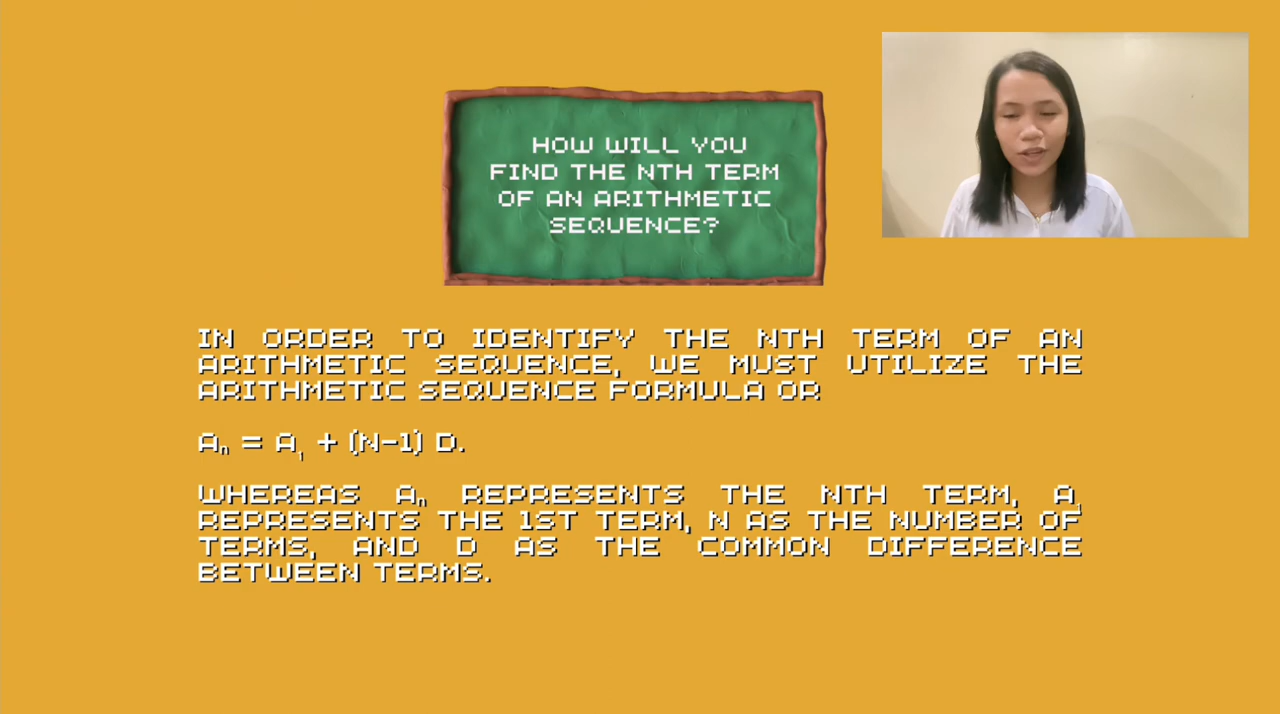 HOW WILL YOU
FIND THE NTH TERM
OF AN ARITHMETIC
SEQUENCE?
IN ORDER TO IDENTIFY THE NTH TERM OF AN
ARITHMETIC SEQUENCE, WE MUST UTILIZE THE
ARITHMETIC SEQUENCE FORMULA OR
Aₙ = A₁ + (N-1) D.
WHEREAS Aₙ REPRESENTS THE NTH TERM, A₁
REPRESENTS THE 1ST TERM, N AS THE NUMBER OF
TERMS, AND D AS THE COMMON DIFFERENCE
BETWEEN TERMS.